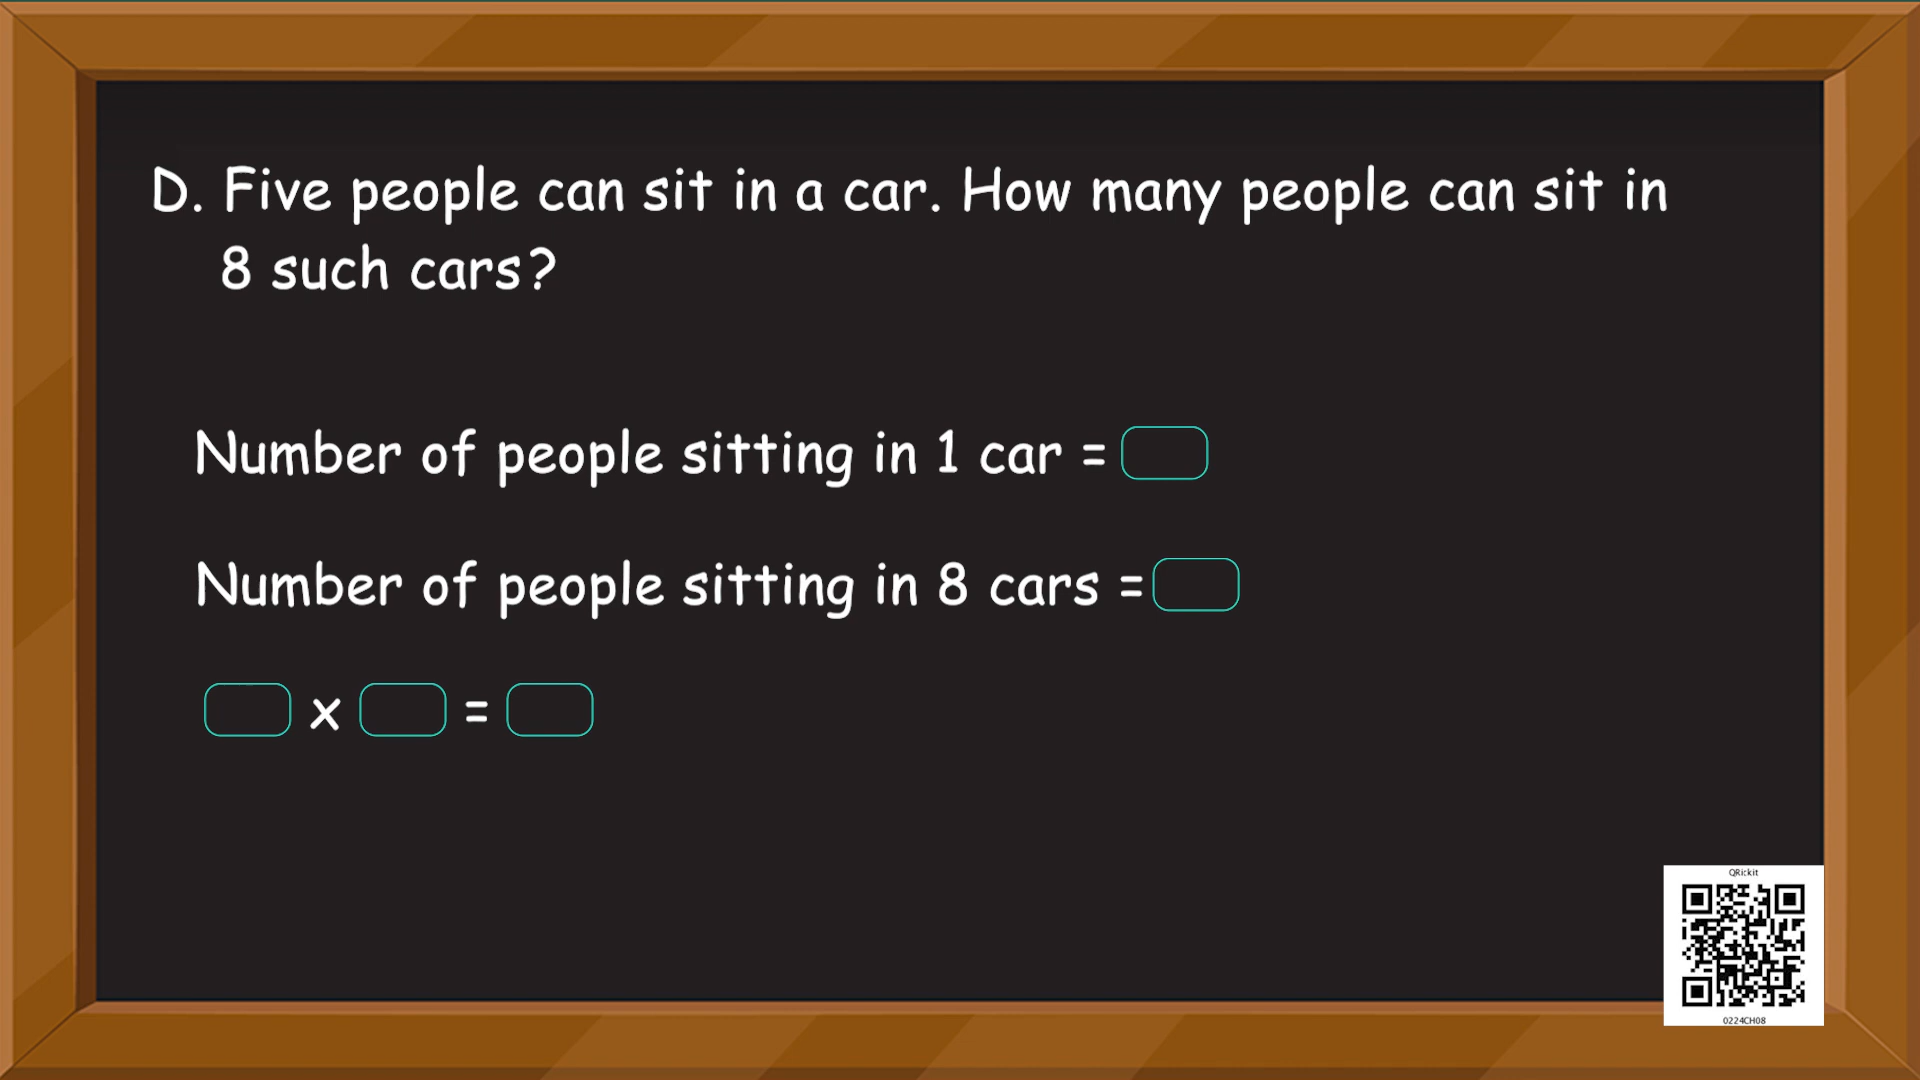 D. Five people can sit in a car. How many people can sit in
8 such cars?
Number of people sitting in 1 car =
Number of people sitting in 8 cars =
x =
QRickit
0224CH08